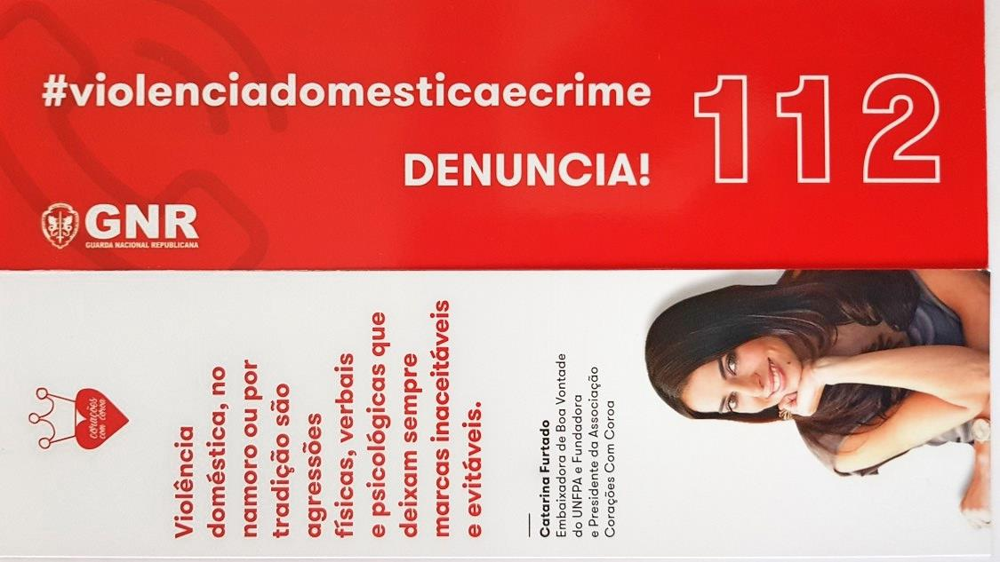 #violenciadomesticaecrime
DENUNCIA!
112
GNR
GUARDA NACIONAL REPUBLICANA
corações
com coroa
Violência
doméstica, no
namoro ou por
tradição são
agressões
físicas, verbais
e psicológicas que
deixam sempre
marcas inaceitáveis
e evitáveis.
Catarina Furtado
Embaixadora de Boa Vontade
do UNFPA e Fundadora
e Presidente da Associação
Corações Com Coroa